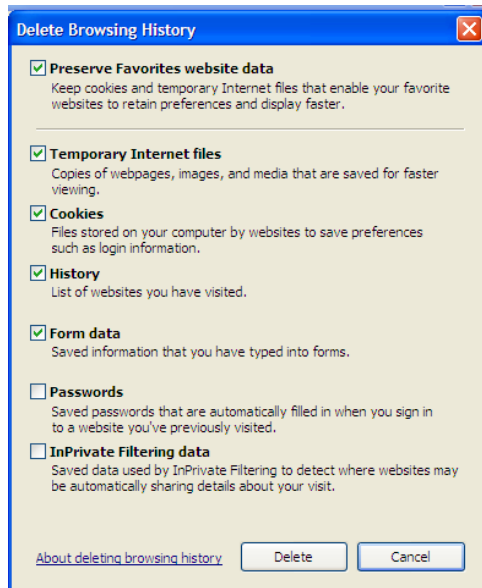 Delete Browsing History
Preserve Favorites website data
Keep cookies and temporary Internet files that enable your favorite
websites to retain preferences and display faster.
Temporary Internet files
Copies of webpages, images, and media that are saved for faster
viewing.
Cookies
Files stored on your computer by websites to save preferences
such as login information.
History
List of websites you have visited.
Form data
Saved information that you have typed into forms.
Passwords
Saved passwords that are automatically filled in when you sign in
to a website you've previously visited.
InPrivate Filtering data
Saved data used by InPrivate Filtering to detect where websites may
be automatically sharing details about your visit.
About deleting browsing history
Delete
Cancel